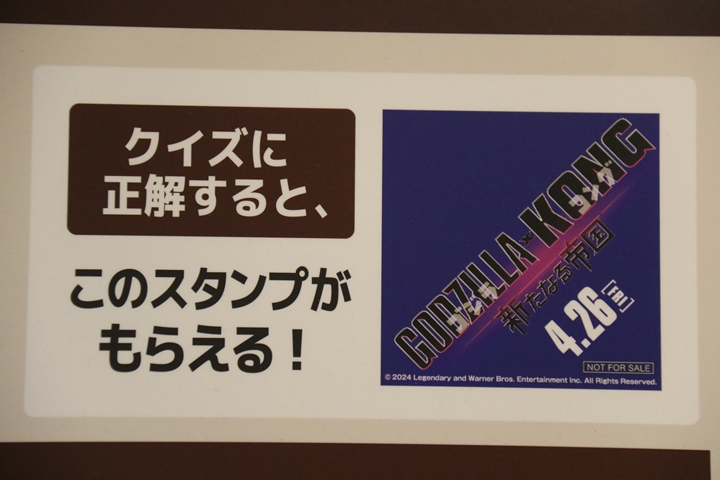 クイズに
正解すると、
このスタンプが
もらえる！
GODZILLA × KONG
ゴジラ コング
新たなる帝国
4.26[FRI]
NOT FOR SALE
© 2024 Legendary and Warner Bros. Entertainment Inc. All Rights Reserved.